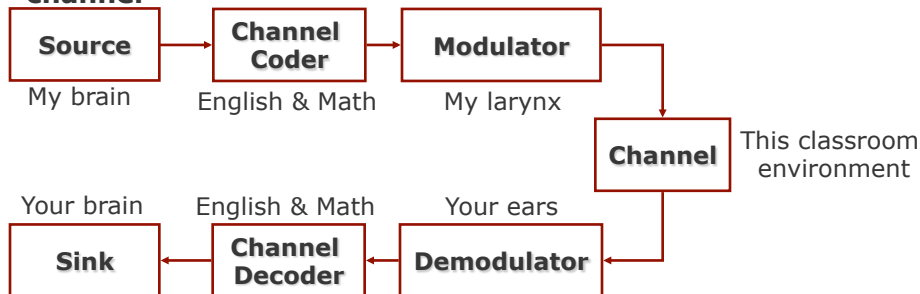 channel
Source
Channel
Coder
Modulator
My brain
English & Math
My larynx
Channel
This classroom
environment
Your brain
English & Math
Your ears
Sink
Channel
Decoder
Demodulator